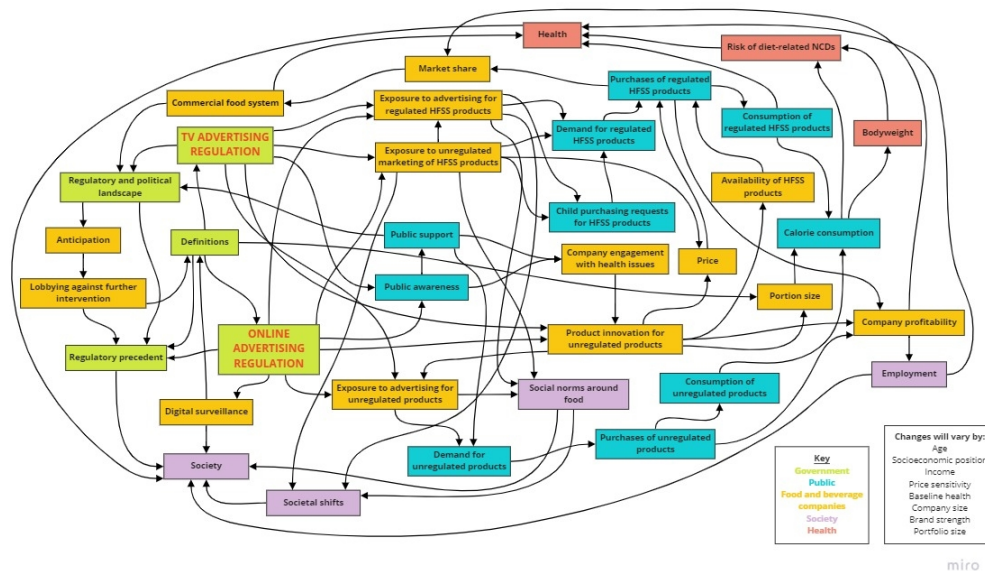 Health
Risk of diet-related NCDs
Market share
Purchases of regulated
HFSS products
Commercial food system
Exposure to advertising for
regulated HFSS products
Consumption of
regulated HFSS products
TV ADVERTISING
REGULATION
Demand for regulated
HFSS products
Bodyweight
Exposure to unregulated
marketing of HFSS products
Regulatory and political
landscape
Availability of HFSS
products
Child purchasing requests
for HFSS products
Anticipation
Definitions
Public support
Calorie consumption
Company engagement
with health issues
Price
Lobbying against further
intervention
Public awareness
Portion size
ONLINE
ADVERTISING
REGULATION
Product innovation for
unregulated products
Company profitability
Regulatory precedent
Employment
Exposure to advertising for
unregulated products
Social norms around
food
Consumption of
unregulated products
Digital surveillance
Purchases of unregulated
products
Society
Demand for
unregulated products
Societal shifts
Key
Government
Public
Food and beverage
companies
Society
Health
Changes will vary by:
Age
Socioeconomic position
Income
Price sensitivity
Baseline health
Company size
Brand strength
Portfolio size
miro